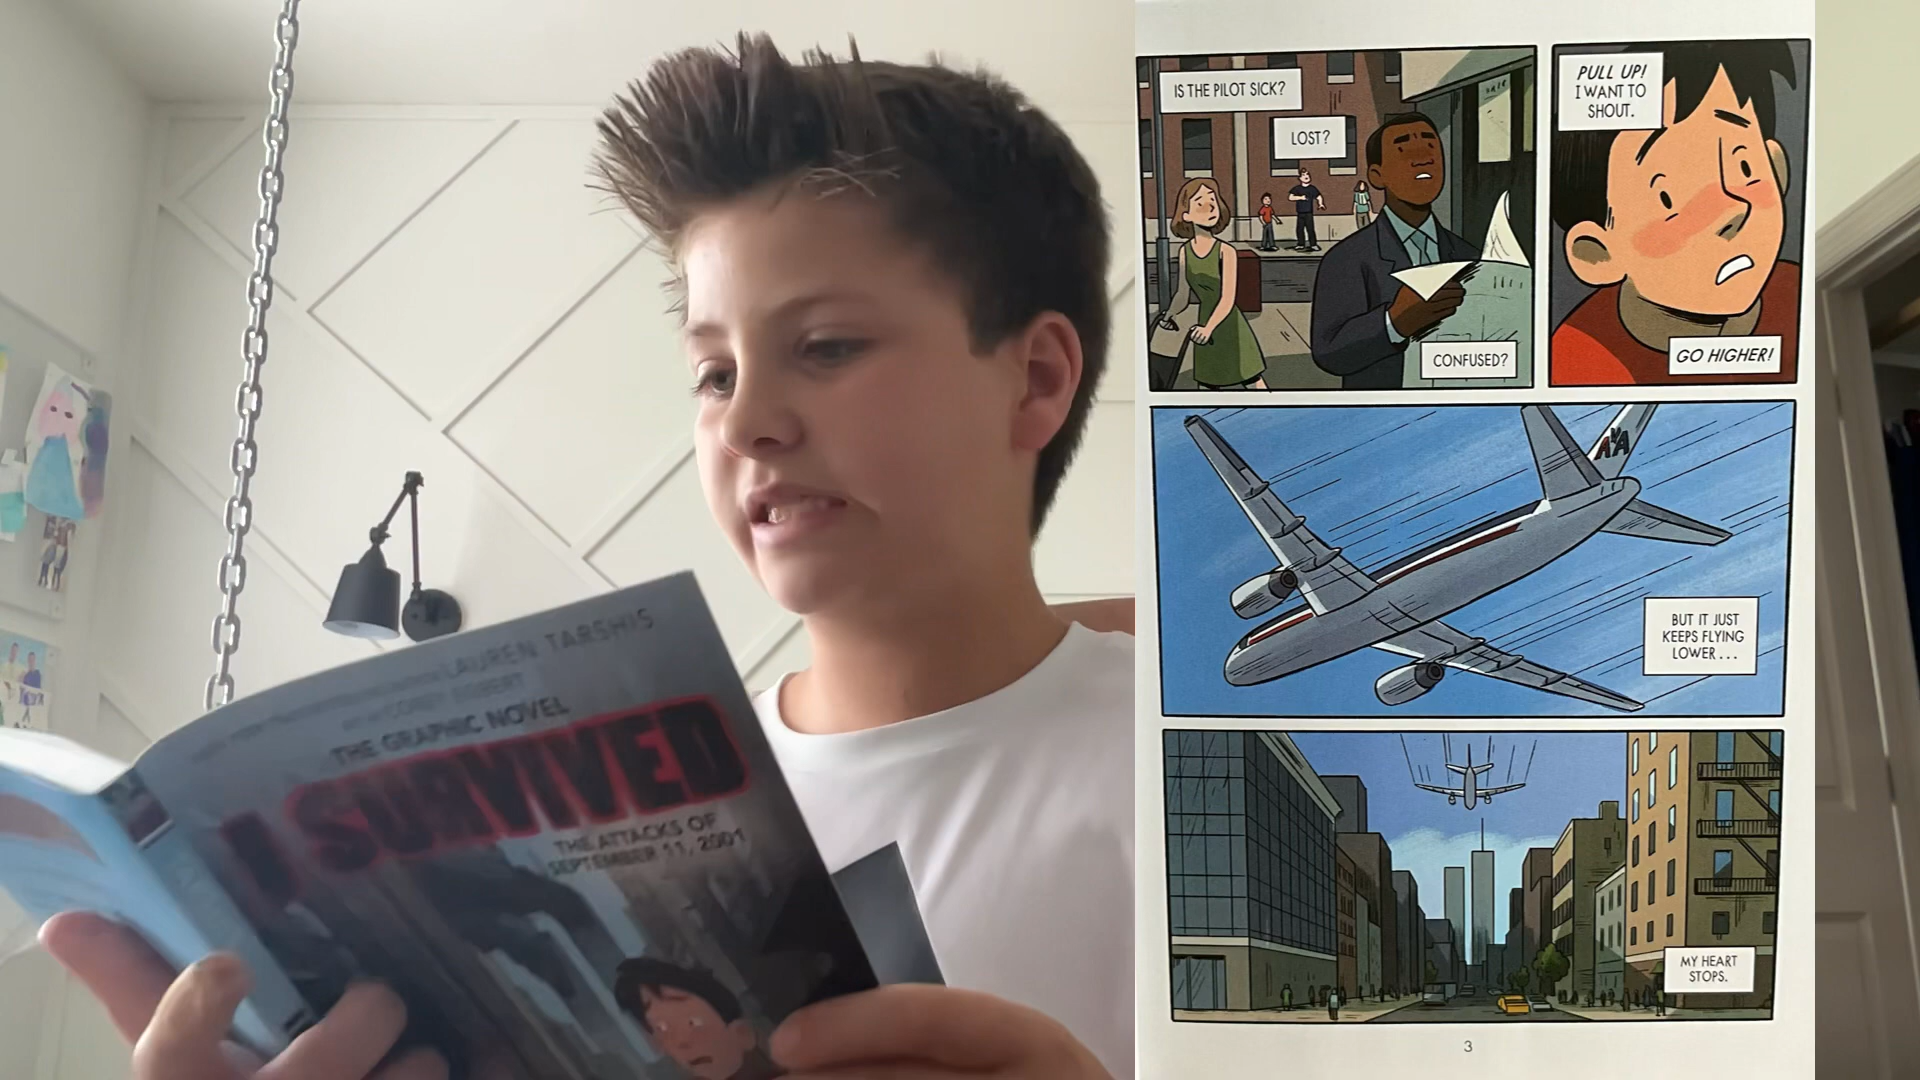 LAUREN TARSHIS
THE GRAPHIC NOVEL
I SURVIVED
THE ATTACKS OF
SEPTEMBER 11, 2001
IS THE PILOT SICK?
LOST?
CONFUSED?
PULL UP!
I WANT TO
SHOUT.
GO HIGHER!
AA
BUT IT JUST
KEEPS FLYING
LOWER...
MY HEART
STOPS.
3